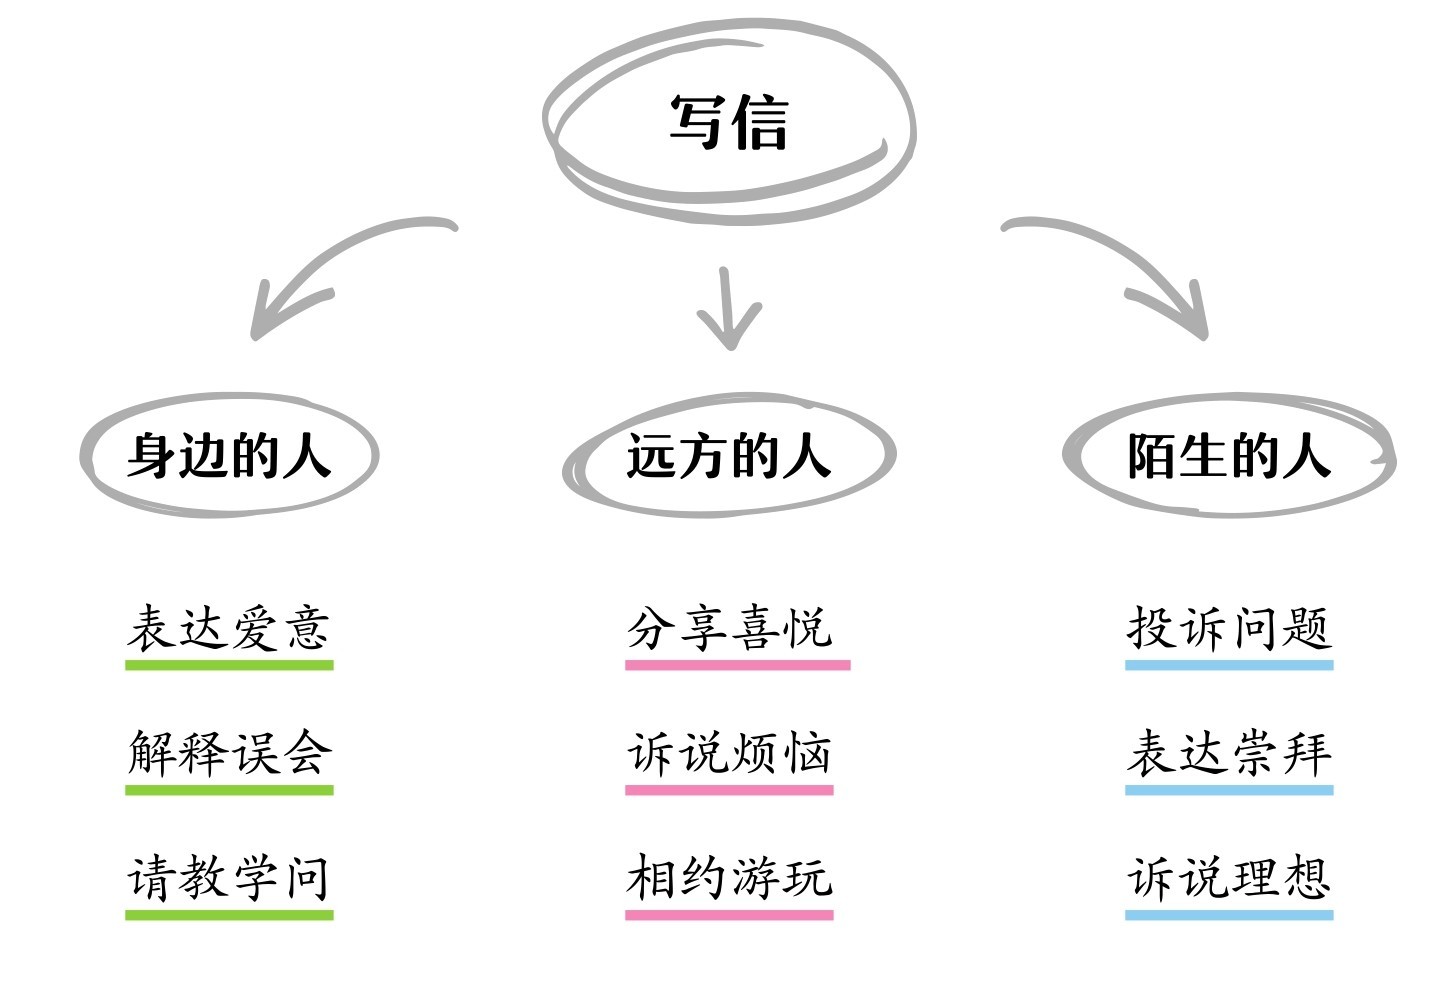 写信
身边的人
远方的人
陌生的人
表达爱意
分享喜悦
投诉问题
解释误会
诉说烦恼
表达崇拜
请教学问
相约游玩
诉说理想